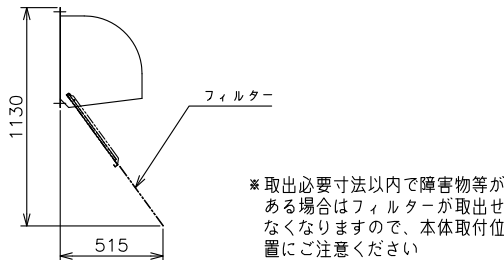 1130
フィルター
515
※取出必要寸法以内で障害物等が
ある場合はフィルターが取出せ
なくなりますので、本体取付位
置にご注意ください